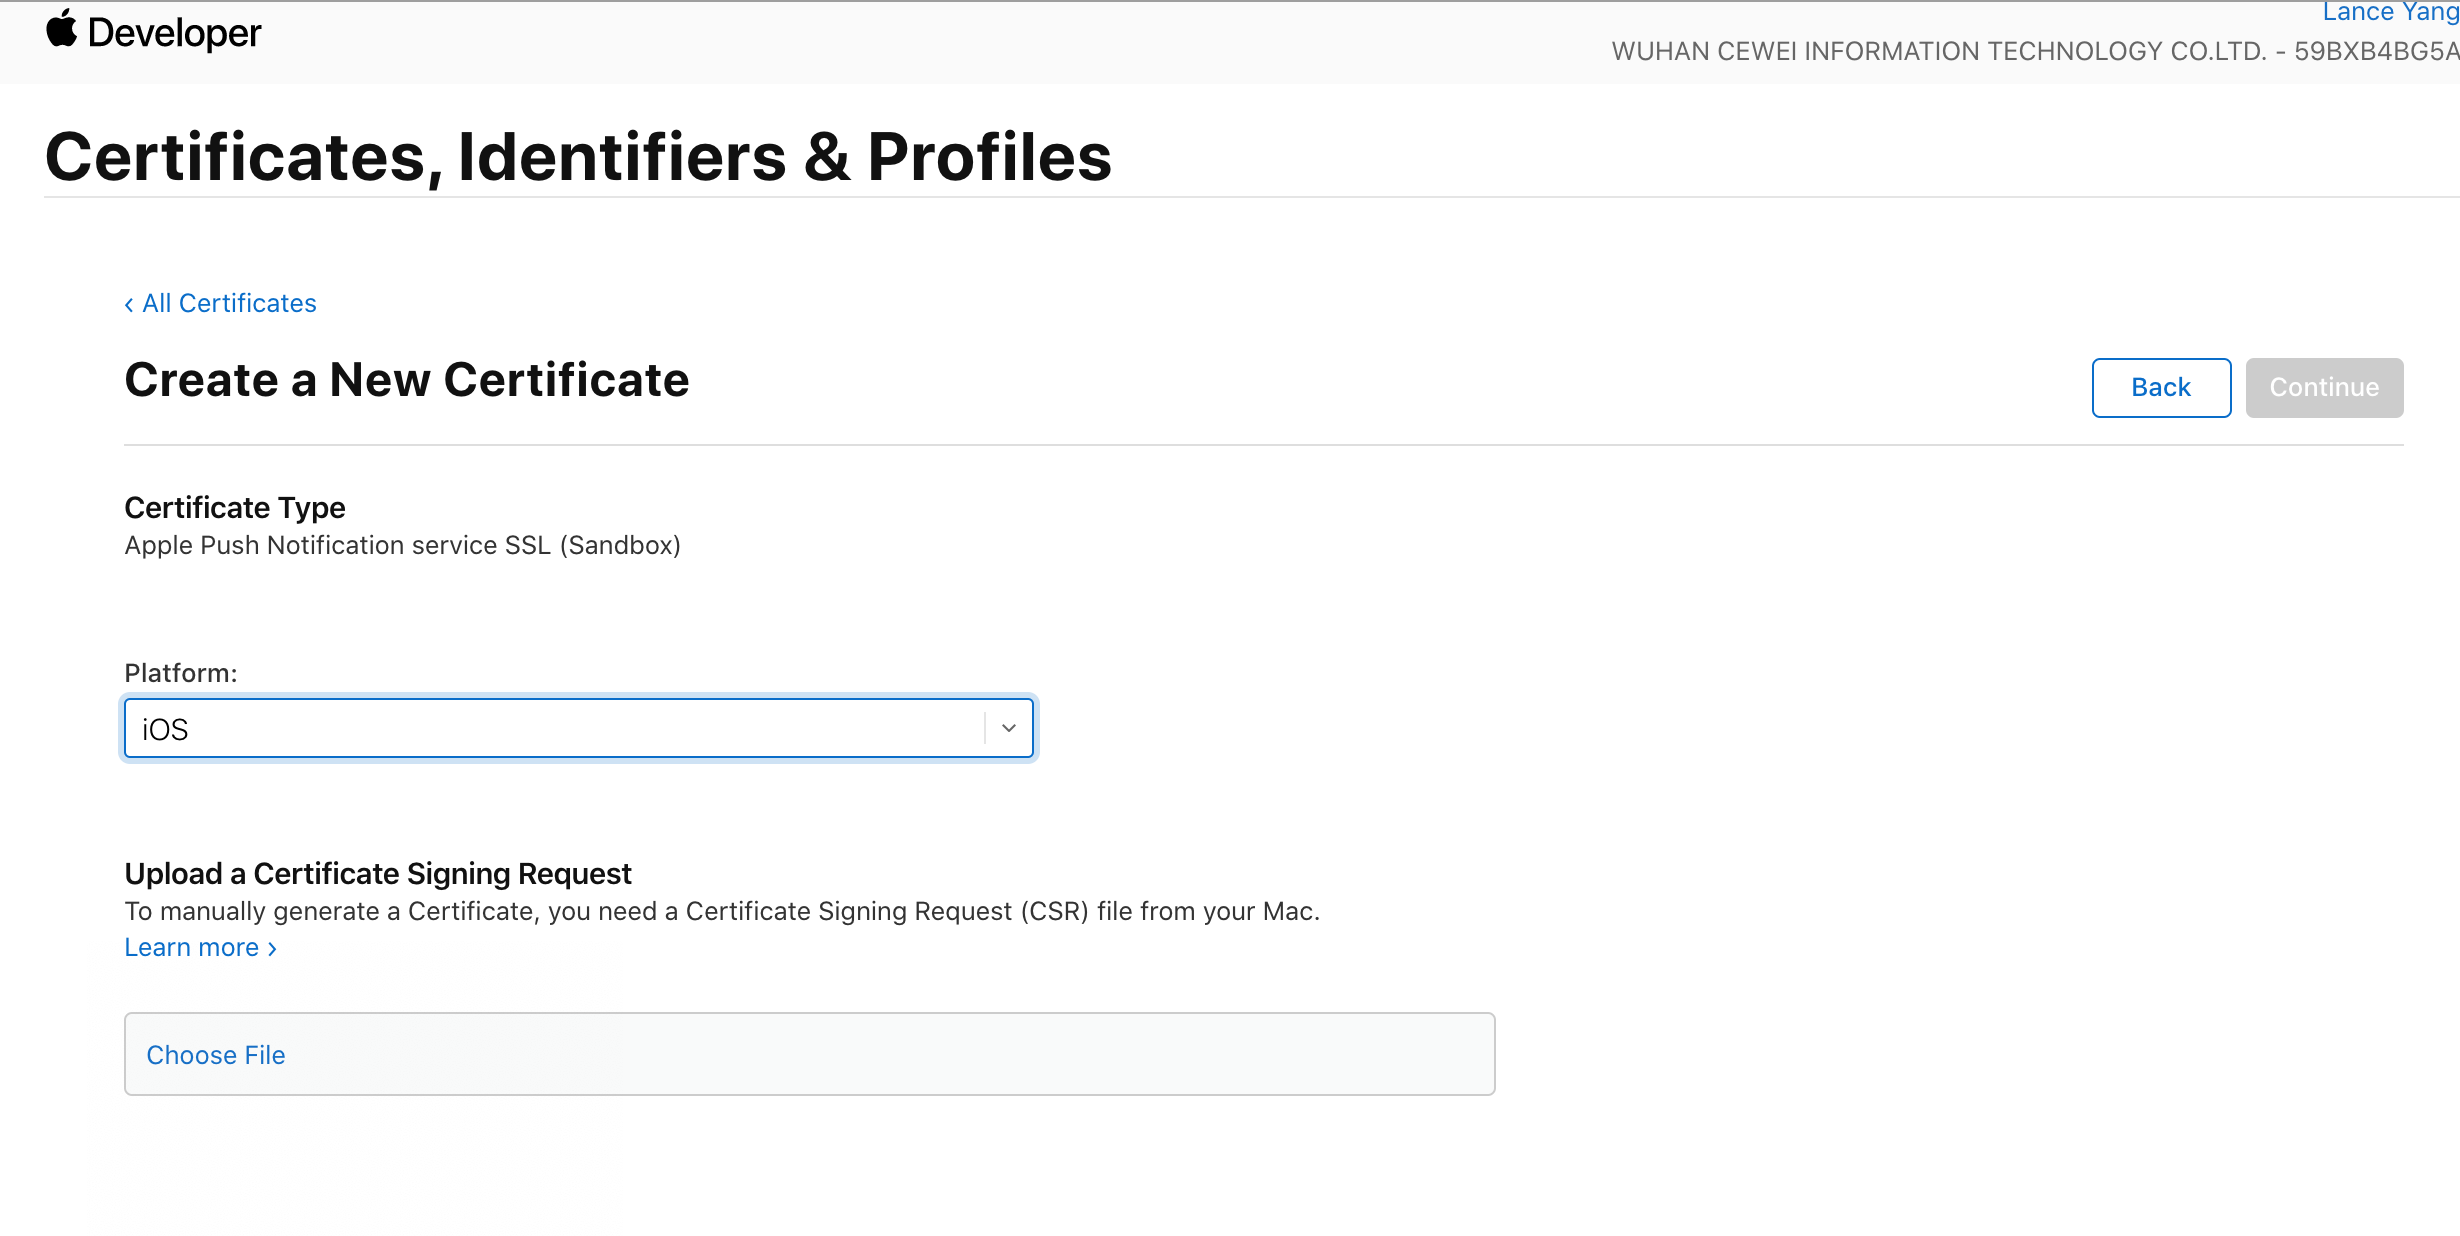 Developer
Lance Yang
WUHAN CEWEI INFORMATION TECHNOLOGY CO.LTD. - 59BXB4BG5A
Certificates, Identifiers & Profiles
‹ All Certificates
Create a New Certificate
Back
Continue
Certificate Type
Apple Push Notification service SSL (Sandbox)
Platform:
iOS
Upload a Certificate Signing Request
To manually generate a Certificate, you need a Certificate Signing Request (CSR) file from your Mac.
Learn more ›
Choose File